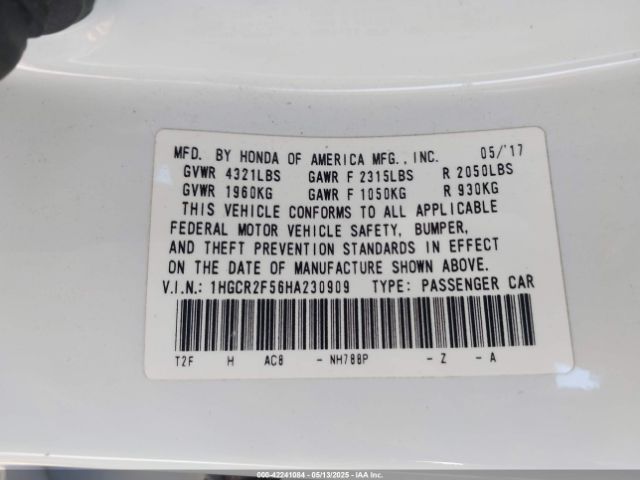 MFD. BY HONDA OF AMERICA MFG., INC. 05/'17
GVWR 4321LBS GAWR F 2315LBS R 2050LBS
GVWR 1960KG GAWR F 1050KG R 930KG
THIS VEHICLE CONFORMS TO ALL APPLICABLE
FEDERAL MOTOR VEHICLE SAFETY, BUMPER,
AND THEFT PREVENTION STANDARDS IN EFFECT
ON THE DATE OF MANUFACTURE SHOWN ABOVE.
V.I.N.: 1HGCR2F56HA230909 TYPE: PASSENGER CAR
T2F H AC8 - NH788P - Z - A
000-42241084 - 05/13/2025 - IAA Inc.